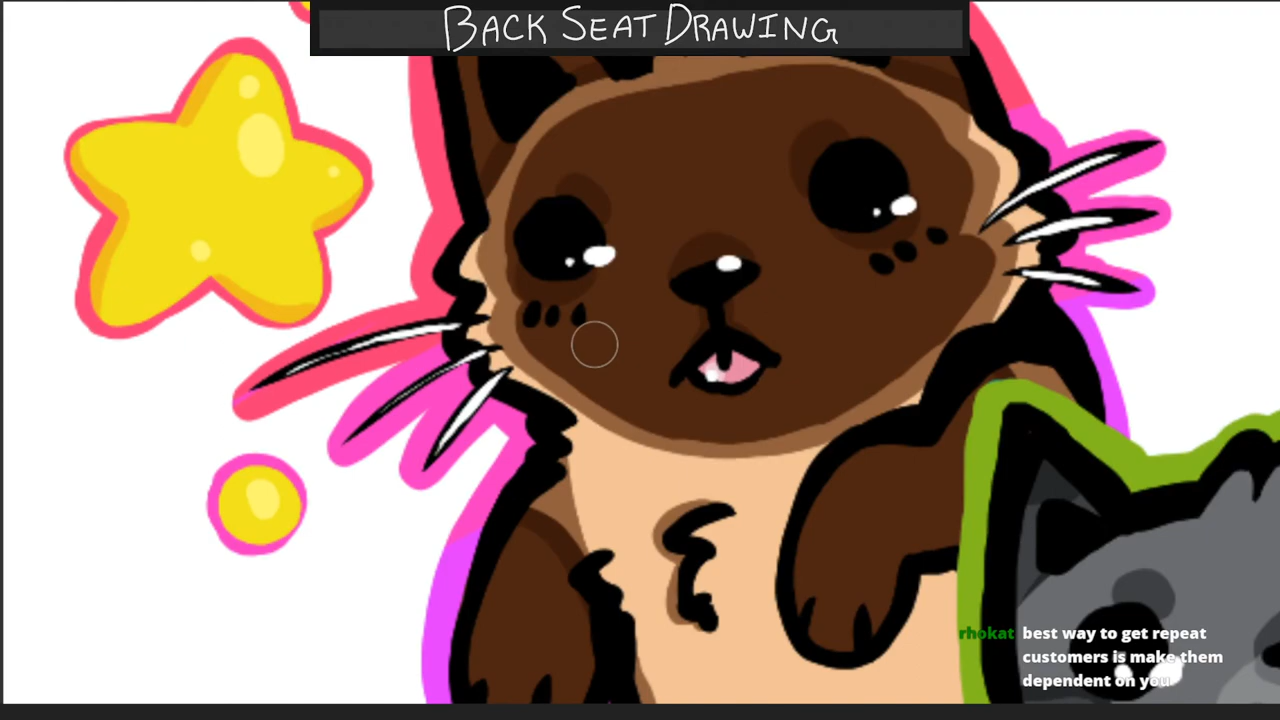 BACK SEAT DRAWING
rhokat best way to get repeat
customers is make them
dependent on you